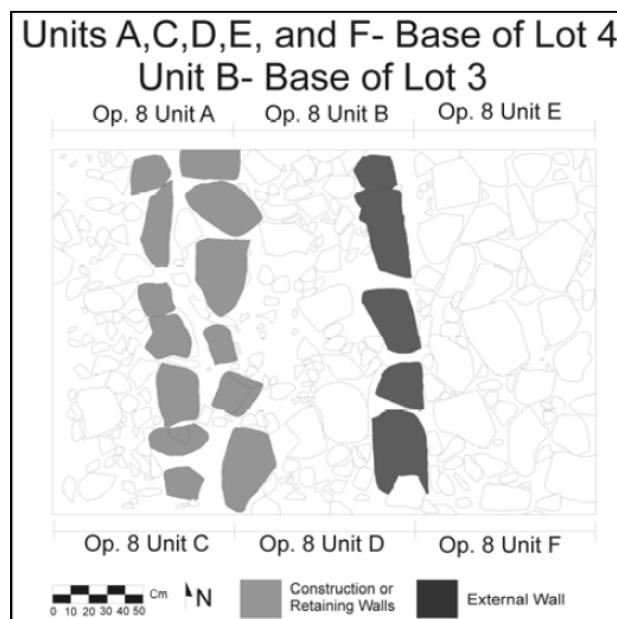 Units A,C,D,E, and F- Base of Lot 4
Unit B- Base of Lot 3
Op. 8 Unit A Op. 8 Unit B Op. 8 Unit E
Op. 8 Unit C Op. 8 Unit D Op. 8 Unit F
0 10 20 30 40 50 Cm
N
Construction or
Retaining Walls
External Wall